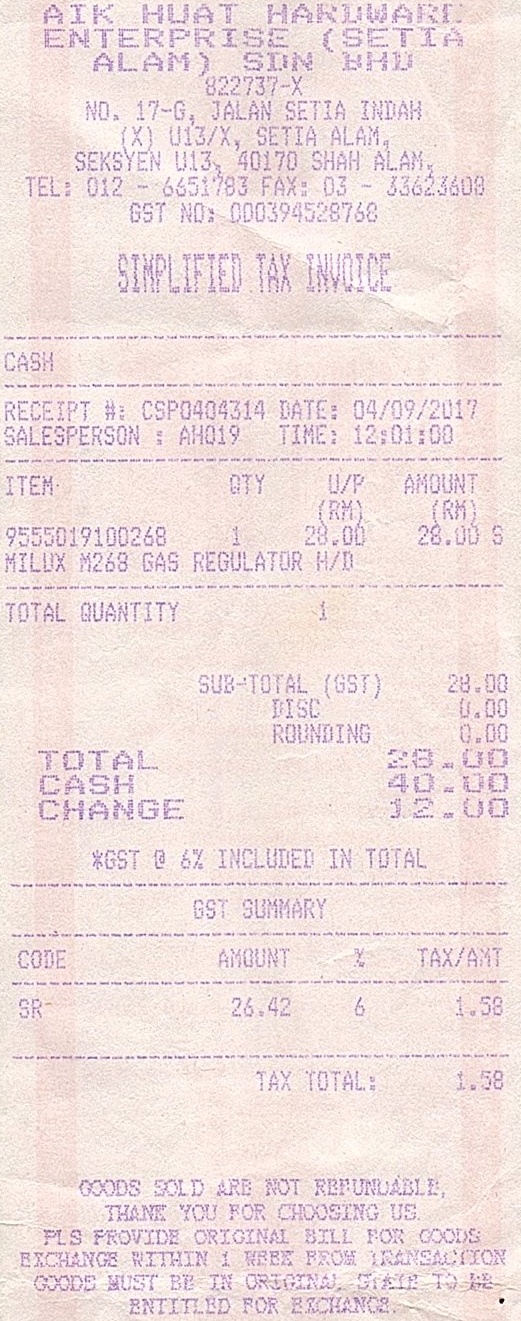 AIK HUAT HARDWARE
ENTERPRISE (SETIA
ALAM) SDN BHD
822737-X
NO. 17-G, JALAN SETIA INDAH
(X) U13/X, SETIA ALAM,
SEKSYEN U13, 40170 SHAH ALAM,
TEL: 012 - 6651783 FAX: 03 - 33623608
GST NO: 000394528768
SIMPLIFIED TAX INVOICE
CASH
RECEIPT #: CSP0404314 DATE: 04/09/2017
SALESPERSON : AH019 TIME: 12:01:00
ITEM QTY U/P AMOUNT
(RM) (RM)
9555019100268 1 28.00 28.00 S
MILUX M268 GAS REGULATOR H/D
TOTAL QUANTITY 1
SUB-TOTAL (GST) 28.00
DISC 0.00
ROUNDING 0.00
TOTAL 28.00
CASH 40.00
CHANGE 12.00
*GST @ 6% INCLUDED IN TOTAL
GST SUMMARY
CODE AMOUNT % TAX/AMT
SR 26.42 6 1.58
TAX TOTAL: 1.58
GOODS SOLD ARE NOT REFUNDABLE,
THANK YOU FOR CHOOSING US.
PLS PROVIDE ORIGINAL BILL FOR GOODS
EXCHANGE WITHIN 1 WEEK FROM TRANSACTION
GOODS MUST BE IN ORIGINAL STATE TO BE
ENTITLED FOR EXCHANGE.